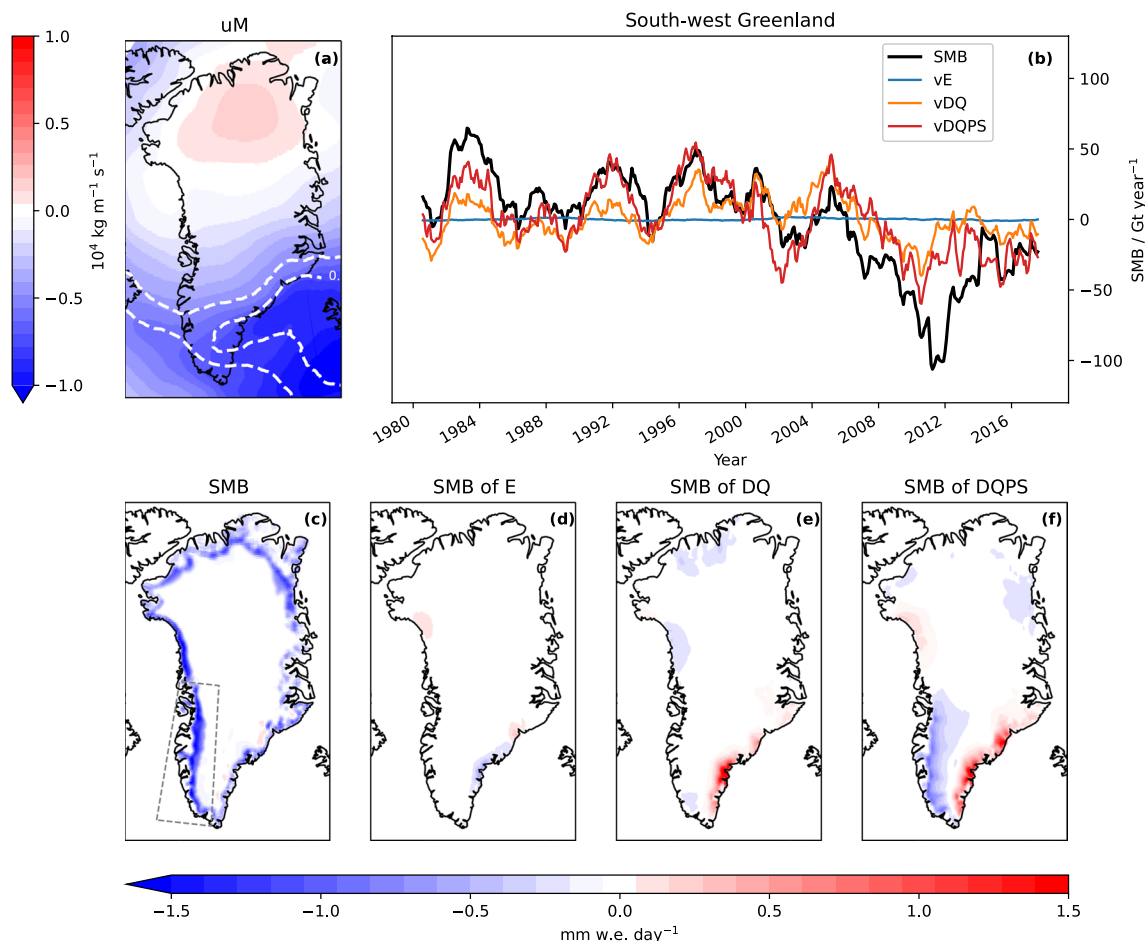 uM
1.0
0.5
0.0
−0.5
−1.0
10⁴ kg m⁻¹ s⁻¹
(a)
0.
South-west Greenland
SMB
vE
vDQ
vDQPS
(b)
100
50
0
−50
−100
SMB / Gt year⁻¹
1980
1984
1988
1992
1996
2000
2004
2008
2012
2016
Year
SMB
(c)
SMB of E
(d)
SMB of DQ
(e)
SMB of DQPS
(f)
−1.5
−1.0
−0.5
0.0
0.5
1.0
1.5
mm w.e. day⁻¹